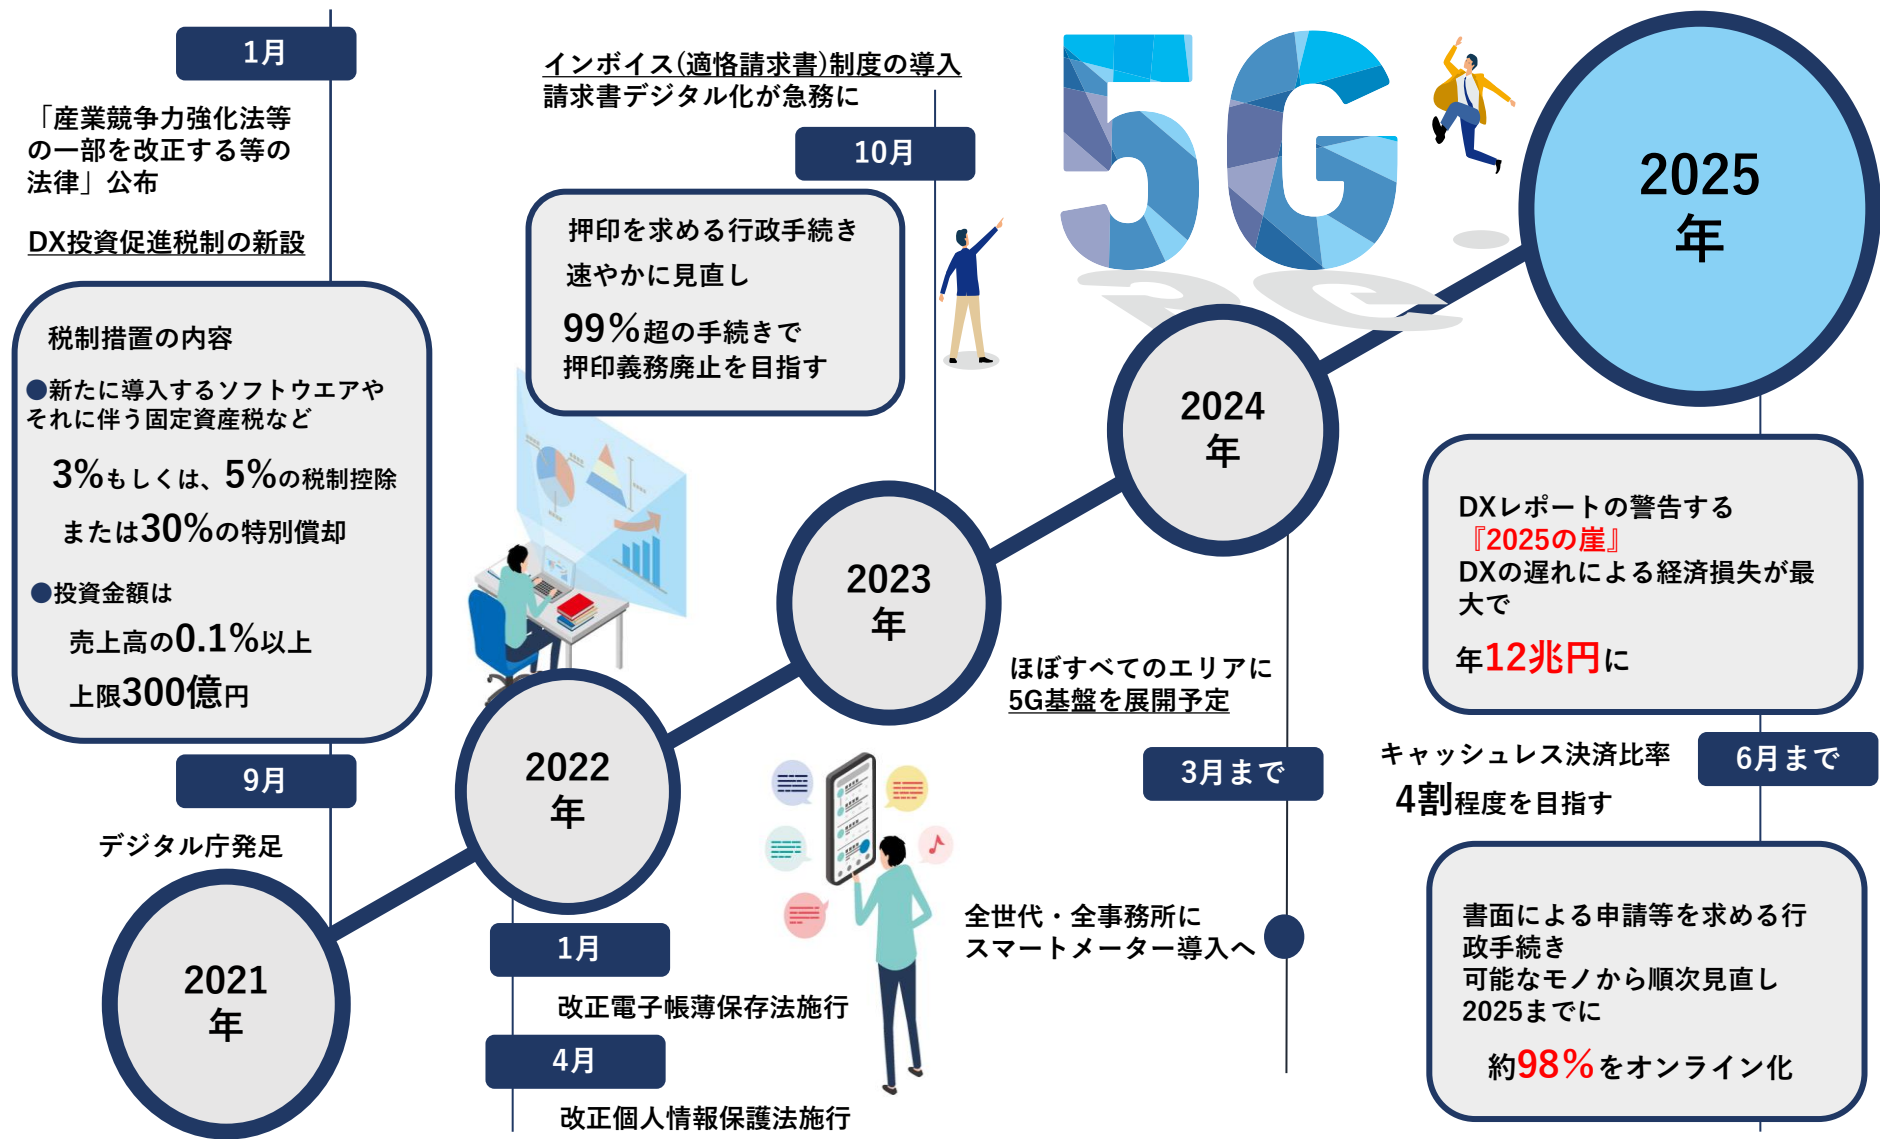 1月
「産業競争力強化法等
の一部を改正する等の
法律」公布
DX投資促進税制の新設
税制措置の内容
●新たに導入するソフトウエアや
それに伴う固定資産税など
3%もしくは、5%の税制控除
または30%の特別償却
●投資金額は
売上高の0.1%以上
上限300億円
9月
デジタル庁発足
2021
年
2022
年
1月
改正電子帳薄保存法施行
4月
改正個人情報保護法施行
インボイス(適恪請求書)制度の導入
請求書デジタル化が急務に
10月
押印を求める行政手続き
速やかに見直し
99%超の手続きで
押印義務廃止を目指す
2023
年
5G
2024
年
ほぼすべてのエリアに
5G基盤を展開予定
3月まで
全世代・全事務所に
スマートメーター導入へ
2025
年
DXレポートの警告する
『2025の崖』
DXの遅れによる経済損失が最
大で
年12兆円に
キャッシュレス決済比率
4割程度を目指す
6月まで
書面による申請等を求める行
政手続き
可能なモノから順次見直し
2025までに
約98%をオンライン化